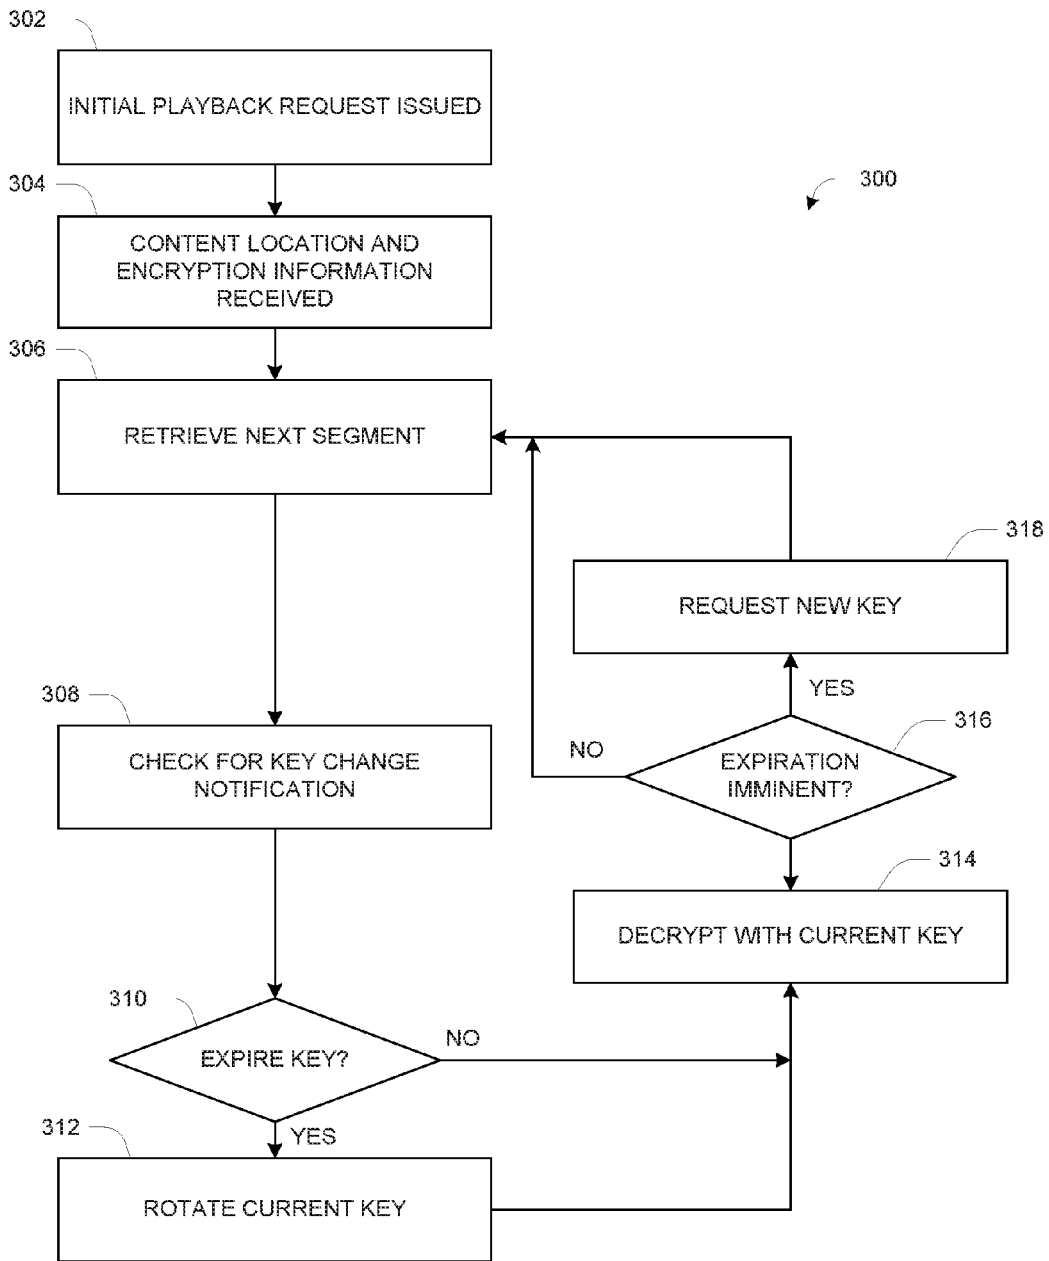 302
INITIAL PLAYBACK REQUEST ISSUED
304
300
CONTENT LOCATION AND
ENCRYPTION INFORMATION
RECEIVED
306
RETRIEVE NEXT SEGMENT
318
REQUEST NEW KEY
YES
308
316
CHECK FOR KEY CHANGE
NOTIFICATION
NO
EXPIRATION
IMMINENT?
314
DECRYPT WITH CURRENT KEY
310
EXPIRE KEY?
NO
YES
312
ROTATE CURRENT KEY